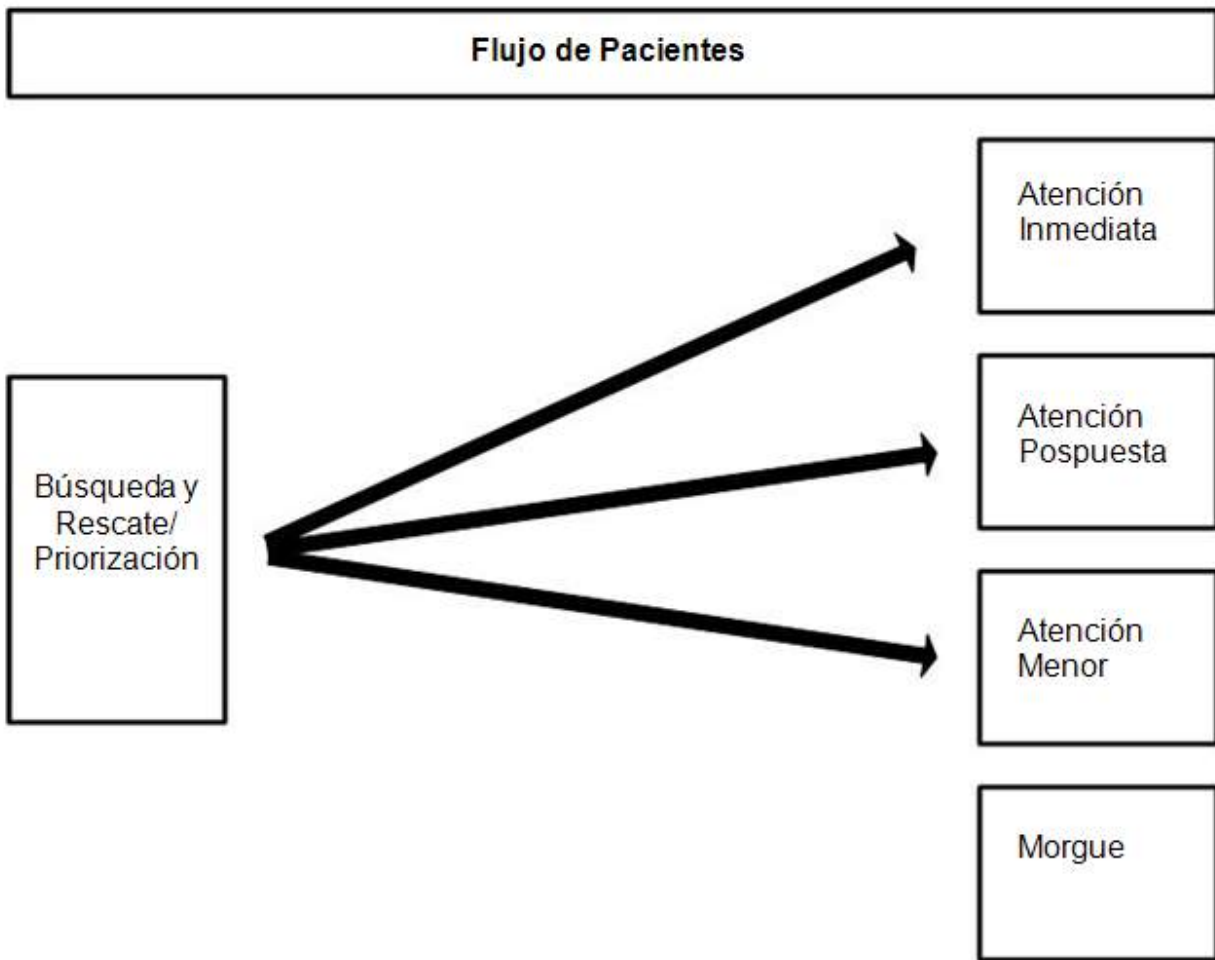 Flujo de Pacientes
Atención
Inmediata
Búsqueda y
Rescate/
Priorización
Atención
Pospuesta
Atención
Menor
Morgue